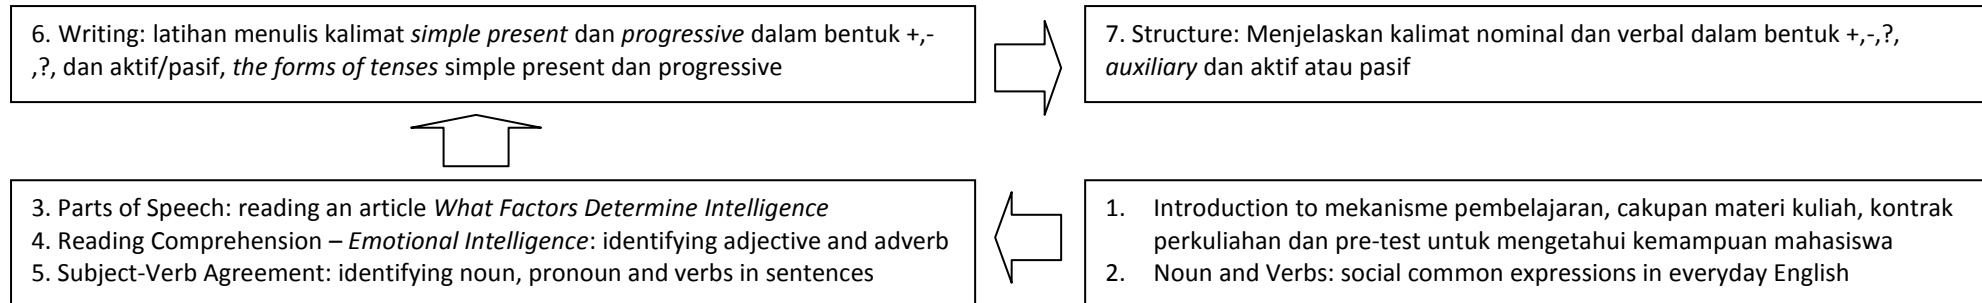 6. Writing: latihan menulis kalimat simple present dan progressive dalam bentuk +,-
,?, dan aktif/pasif, the forms of tenses simple present dan progressive
7. Structure: Menjelaskan kalimat nominal dan verbal dalam bentuk +,-,?,
auxiliary dan aktif atau pasif
3. Parts of Speech: reading an article What Factors Determine Intelligence
4. Reading Comprehension – Emotional Intelligence: identifying adjective and adverb
5. Subject-Verb Agreement: identifying noun, pronoun and verbs in sentences
1. Introduction to mekanisme pembelajaran, cakupan materi kuliah, kontrak
perkuliahan dan pre-test untuk mengetahui kemampuan mahasiswa
2. Noun and Verbs: social common expressions in everyday English